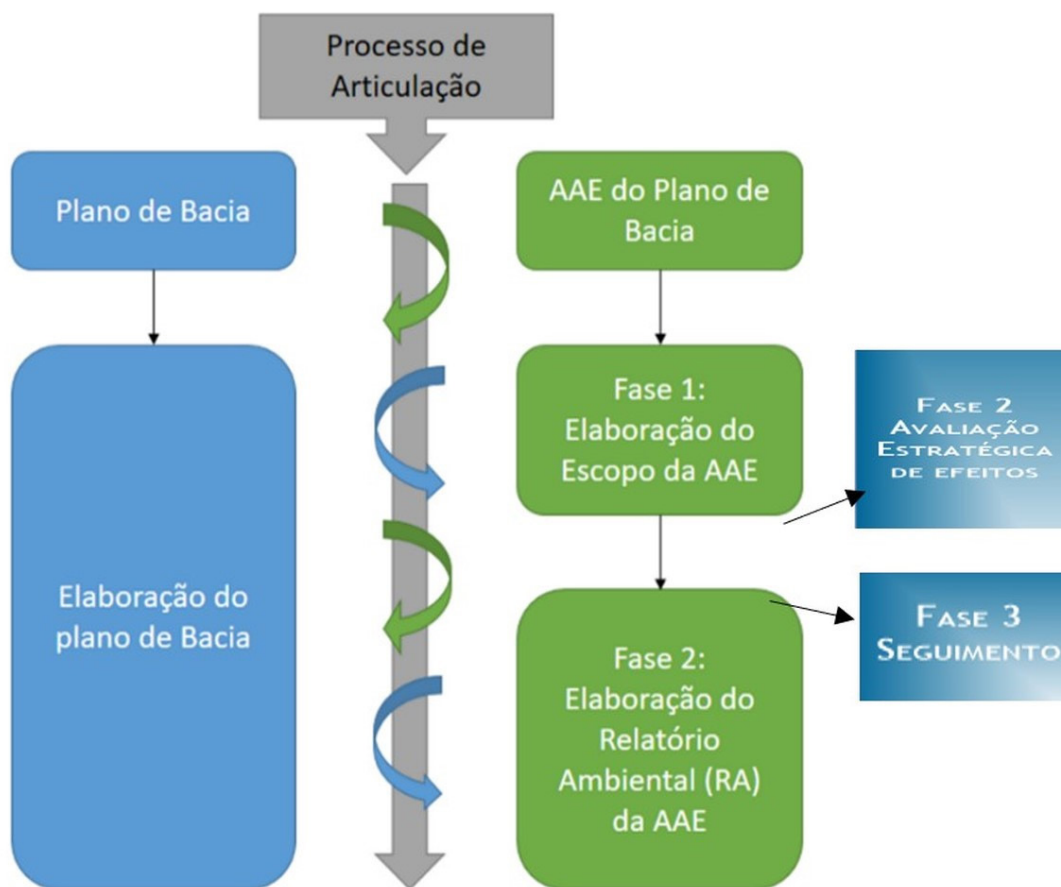 Processo de
Articulação
Plano de Bacia
AAE do Plano de
Bacia
Elaboração do
plano de Bacia
Fase 1:
Elaboração do
Escopo da AAE
Fase 2:
Elaboração do
Relatório
Ambiental (RA)
da AAE
FASE 2
AVALIAÇÃO
ESTRATÉGICA
DE EFEITOS
FASE 3
SEGUIMENTO